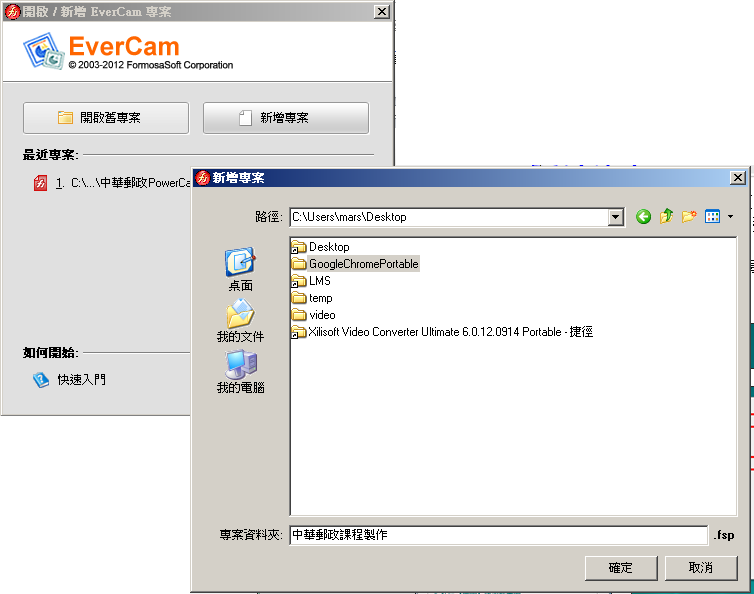 開啟 / 新增 EverCam 專案
EverCam
© 2003-2012 FormosaSoft Corporation
開啟舊專案
新增專案
最近專案:
1. C:\...\中華郵政PowerCa
如何開始:
快速入門
新增專案
路徑:
C:\Users\mars\Desktop
桌面
我的文件
我的電腦
Desktop
GoogleChromePortable
LMS
temp
video
Xilisoft Video Converter Ultimate 6.0.12.0914 Portable - 捷徑
專案資料夾:
中華郵政課程製作
.fsp
確定
取消